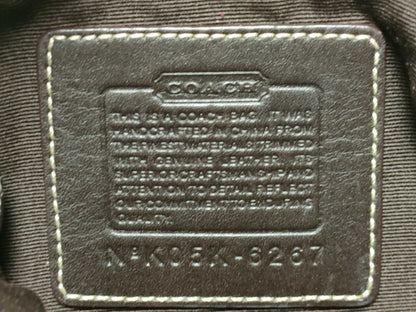 COACH
THIS IS A COACH BAG. IT WAS
HANDCRAFTED IN CHINA FROM
THE FINEST MATERIALS TRIMMED
WITH GENUINE LEATHER. ITS
SUPERIOR CRAFTSMANSHIP AND
ATTENTION TO DETAIL REFLECT
OUR COMMITMENT TO ENDURING
QUALITY.
Nº K05K-6267